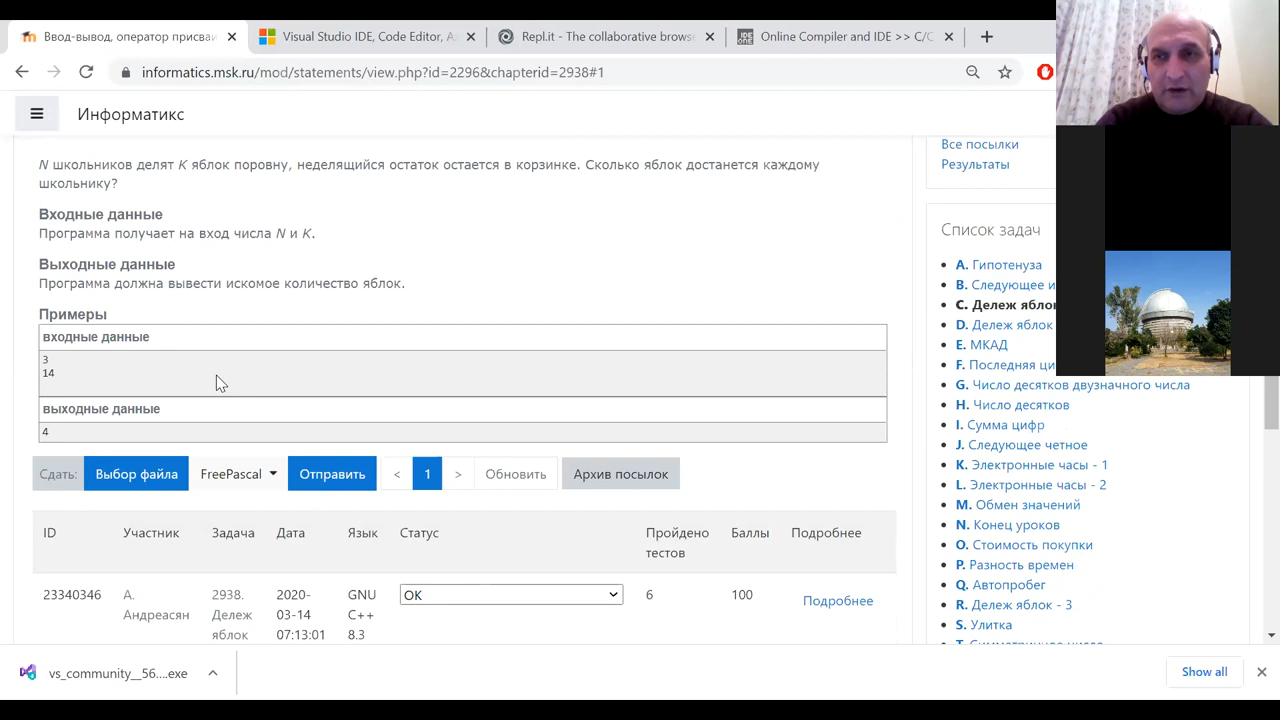 Ввод-вывод, оператор присваи
Visual Studio IDE, Code Editor, A
Repl.it - The collaborative browse
Online Compiler and IDE >> C/C
informatics.msk.ru/mod/statements/view.php?id=2296&chapterid=2938#1
Информатикс
N школьников делят K яблок поровну, неделящийся остаток остается в корзинке. Сколько яблок достанется каждому
школьнику?
Входные данные
Программа получает на вход числа N и K.
Выходные данные
Программа должна вывести искомое количество яблок.
Примеры
входные данные
3
14
выходные данные
4
Сдать: Выбор файла FreePascal Отправить < 1 > Обновить Архив посылок
ID Участник Задача Дата Язык Статус Пройдено тестов Баллы Подробнее
23340346 А. Андреасян 2938. Дележ яблок 2020-03-14 07:13:01 GNU C++ 8.3 OK 6 100 Подробнее
Все посылки
Результаты
Список задач
A. Гипотенуза
B. Следующее и
C. Дележ яблок
D. Дележ яблок
E. МКАД
F. Последняя ци
G. Число десятков двузначного числа
H. Число десятков
I. Сумма цифр
J. Следующее четное
K. Электронные часы - 1
L. Электронные часы - 2
M. Обмен значений
N. Конец уроков
O. Стоимость покупки
P. Разность времен
Q. Автопробег
R. Дележ яблок - 3
S. Улитка
vs_community__56....exe
Show all